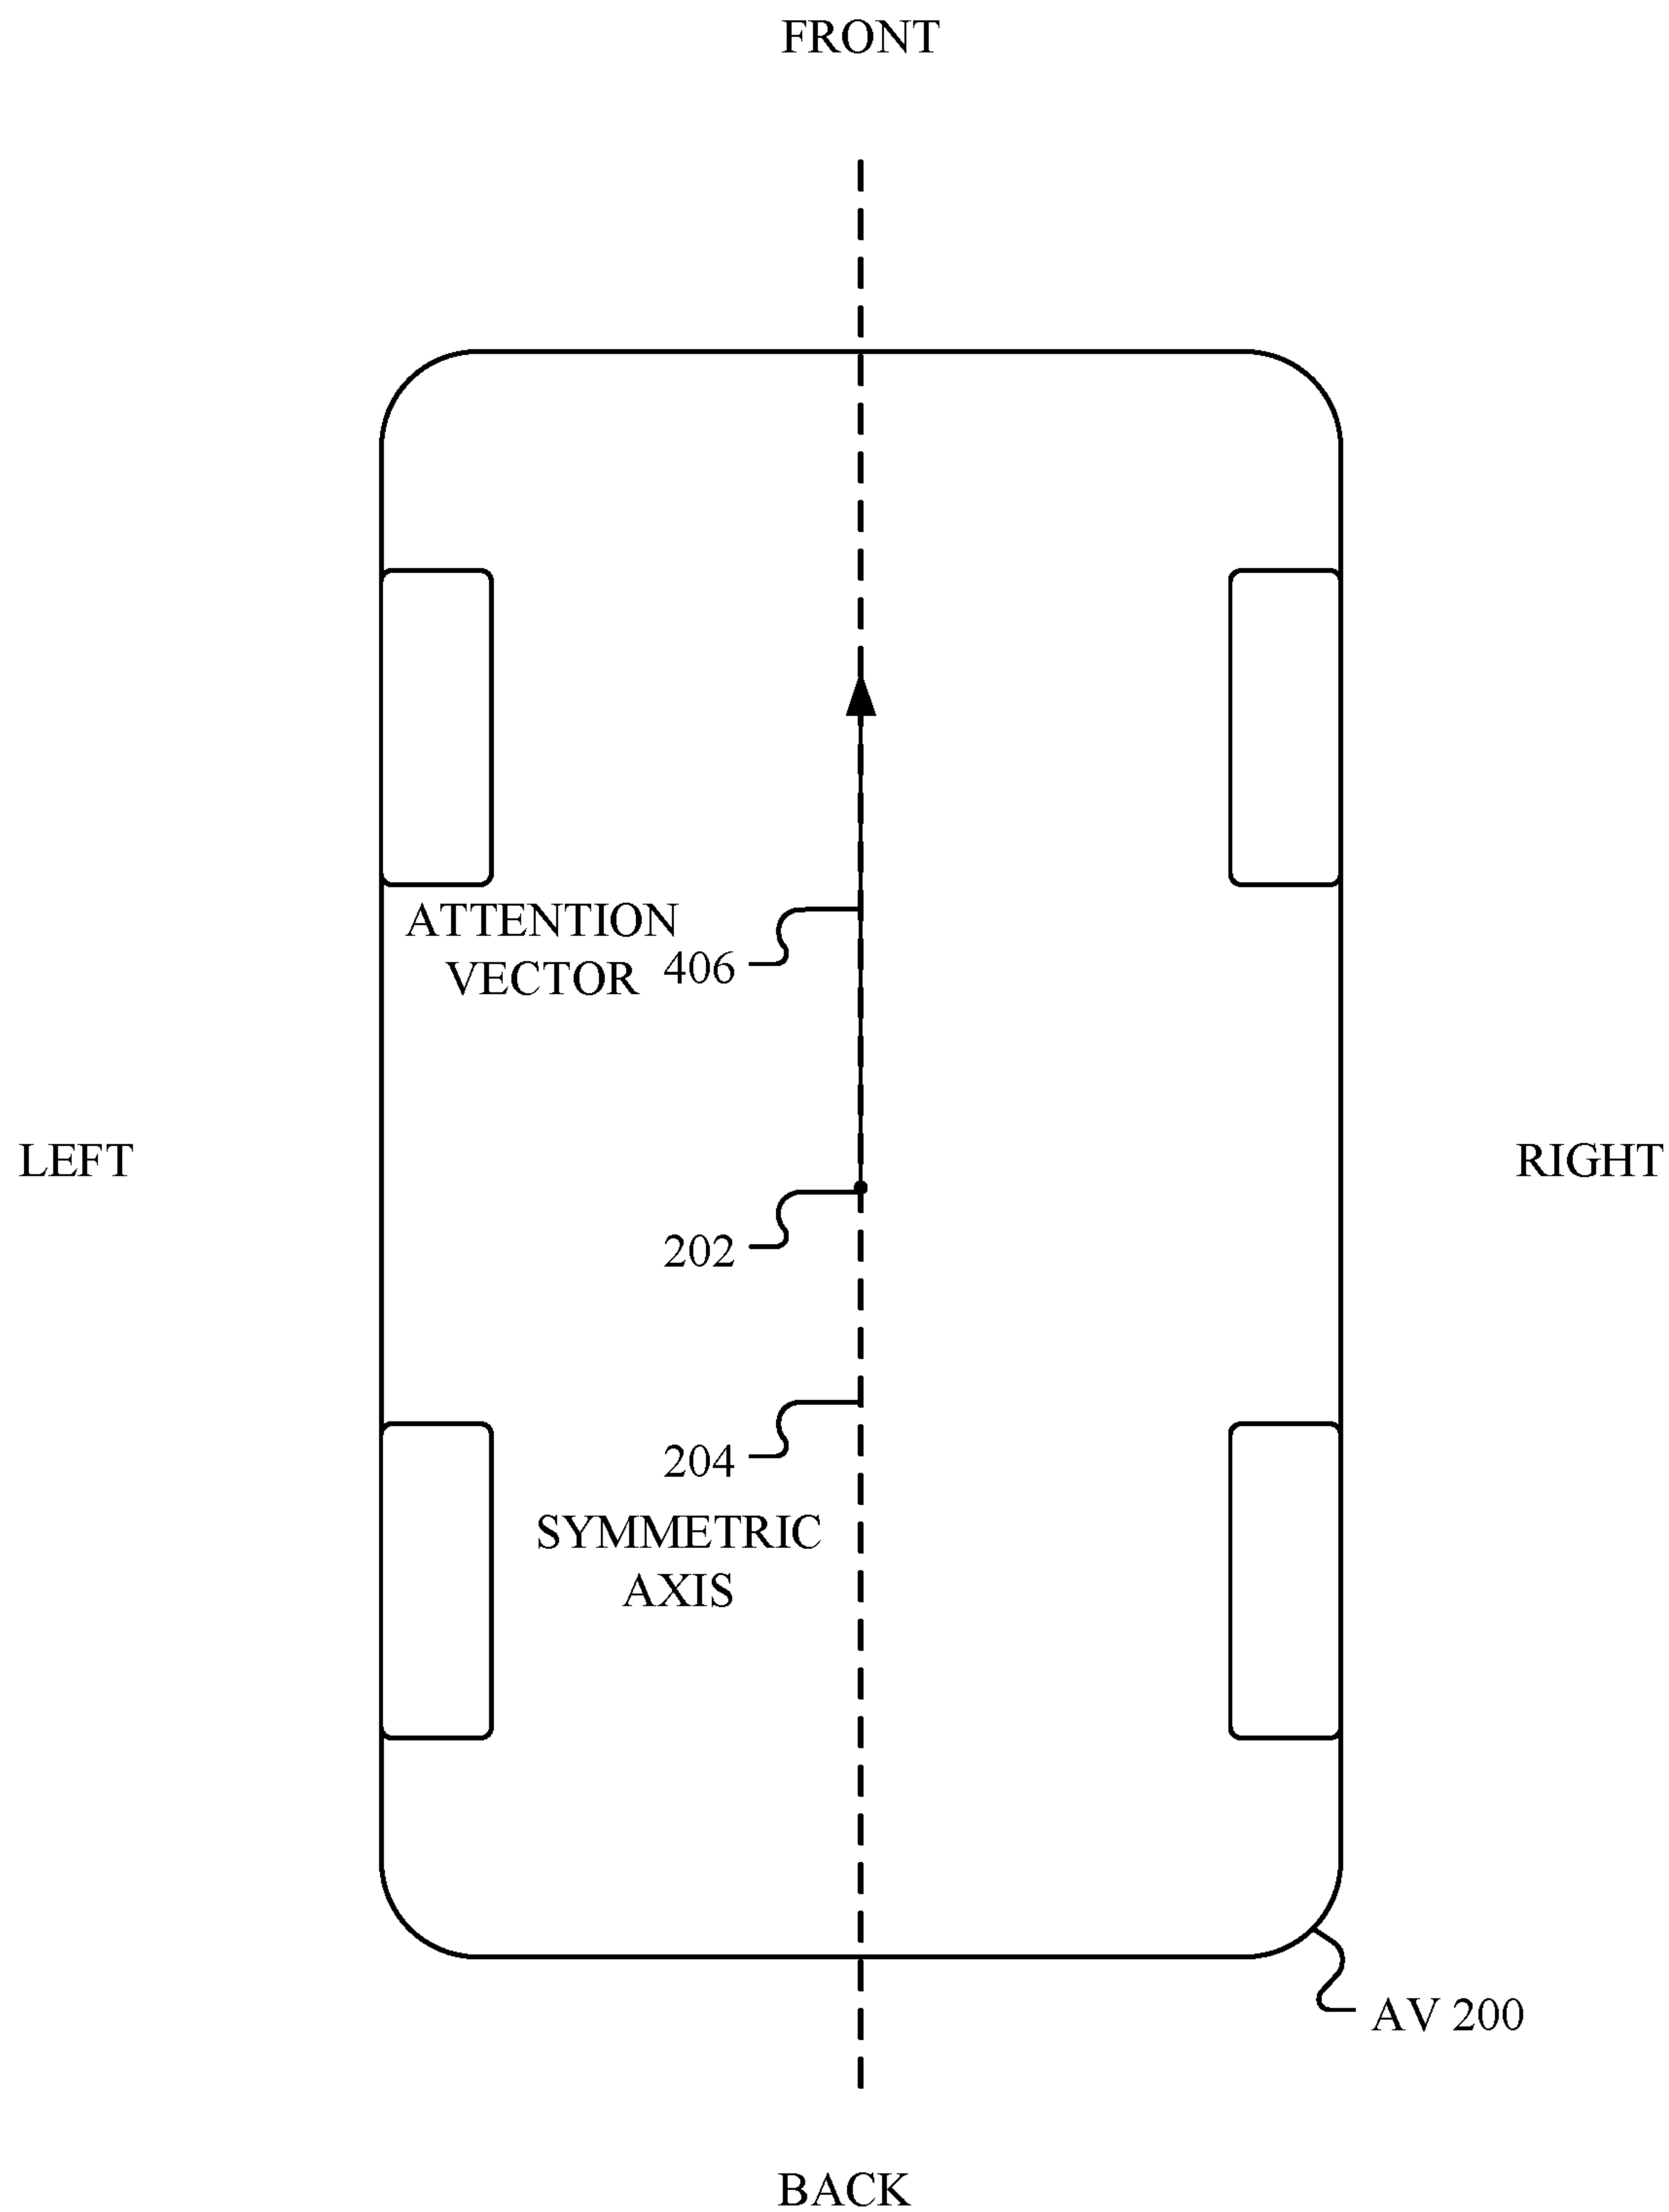 FRONT
ATTENTION
VECTOR 406
LEFT
RIGHT
202
204
SYMMETRIC
AXIS
AV 200
BACK